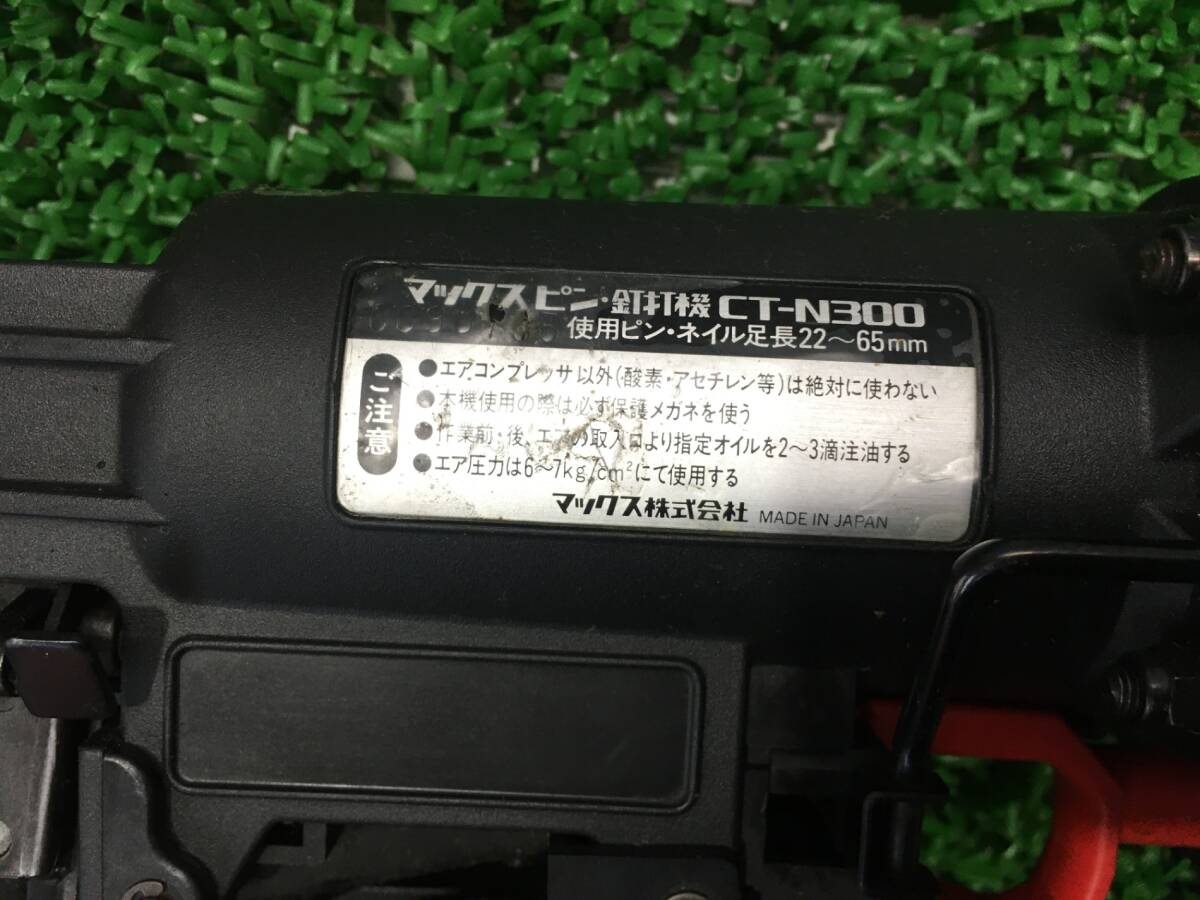 マックス ピン・釘打機 CT-N300
使用ピン・ネイル足長22～65mm
ご注意
●エアコンプレッサ以外(酸素・アセチレン等)は絶対に使わない
●本機使用の際は必ず保護メガネを使う
●作業前・後、エアの取入口より指定オイルを2～3滴注油する
●エア圧力は6～7kg/cm²にて使用する
マックス株式会社 MADE IN JAPAN